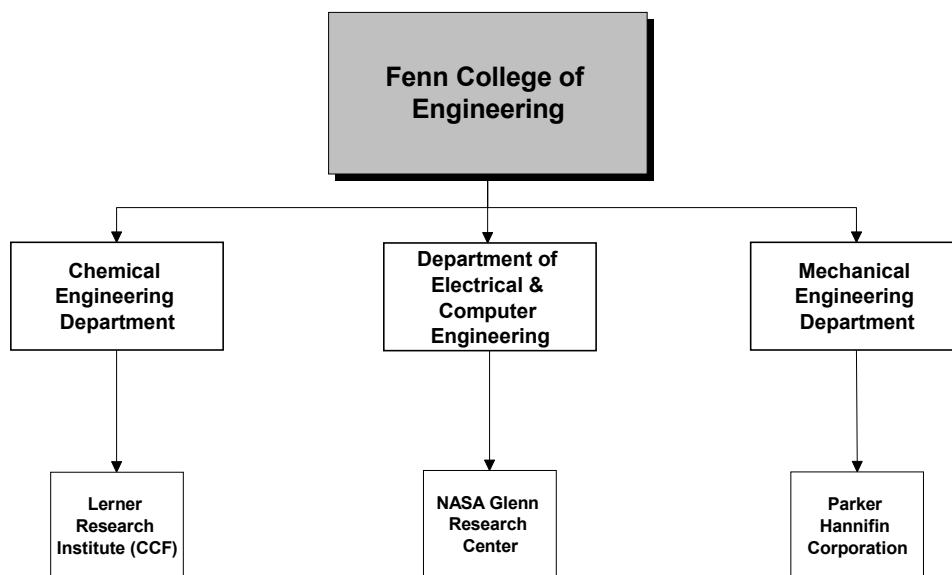 Fenn College of
Engineering
Chemical
Engineering
Department
Department of
Electrical &
Computer
Engineering
Mechanical
Engineering
Department
Lerner
Research
Institute (CCF)
NASA Glenn
Research
Center
Parker
Hannifin
Corporation